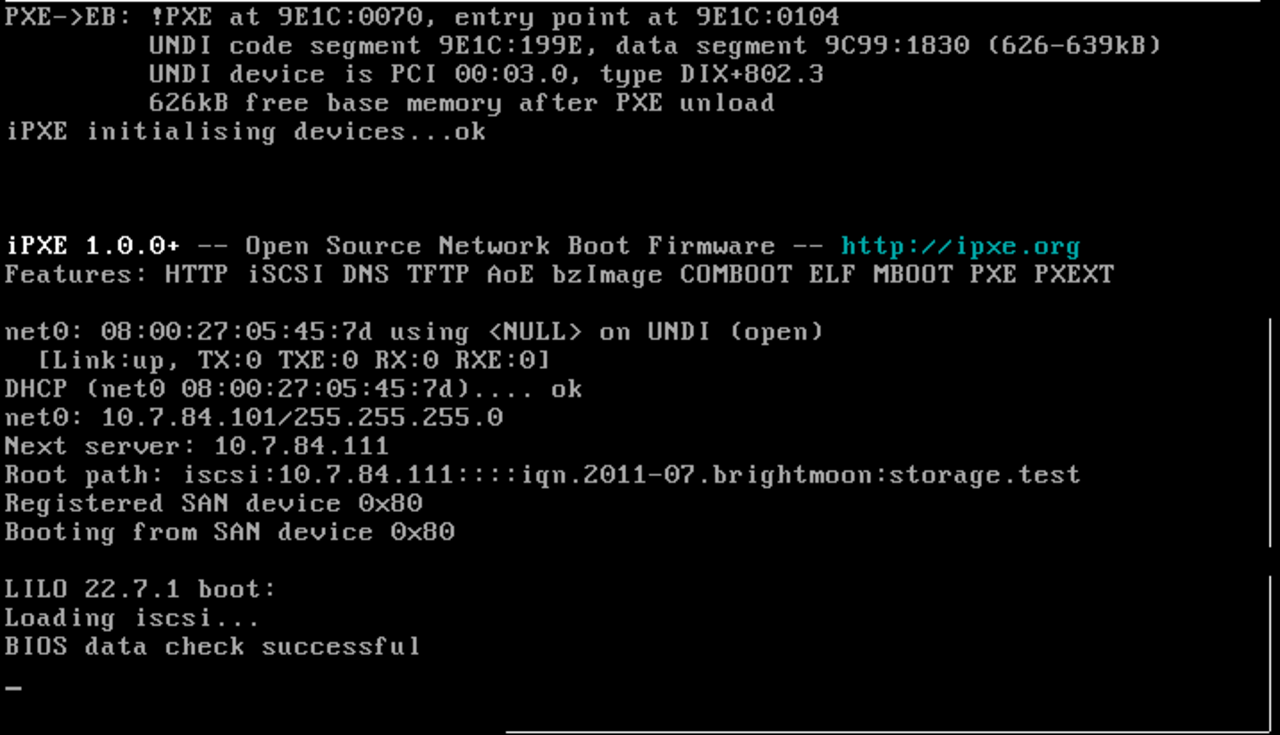 PXE->EB: !PXE at 9E1C:0070, entry point at 9E1C:0104
UNDI code segment 9E1C:199E, data segment 9C99:1830 (626-639kB)
UNDI device is PCI 00:03.0, type DIX+802.3
626kB free base memory after PXE unload
iPXE initialising devices...ok
iPXE 1.0.0+ -- Open Source Network Boot Firmware -- http://ipxe.org
Features: HTTP iSCSI DNS TFTP AoE bzImage COMBOOT ELF MBOOT PXE PXEXT
net0: 08:00:27:05:45:7d using <NULL> on UNDI (open)
[Link:up, TX:0 TXE:0 RX:0 RXE:0]
DHCP (net0 08:00:27:05:45:7d).... ok
net0: 10.7.84.101/255.255.255.0
Next server: 10.7.84.111
Root path: iscsi:10.7.84.111::::iqn.2011-07.brightmoon:storage.test
Registered SAN device 0x80
Booting from SAN device 0x80
LILO 22.7.1 boot:
Loading iscsi...
BIOS data check successful
_